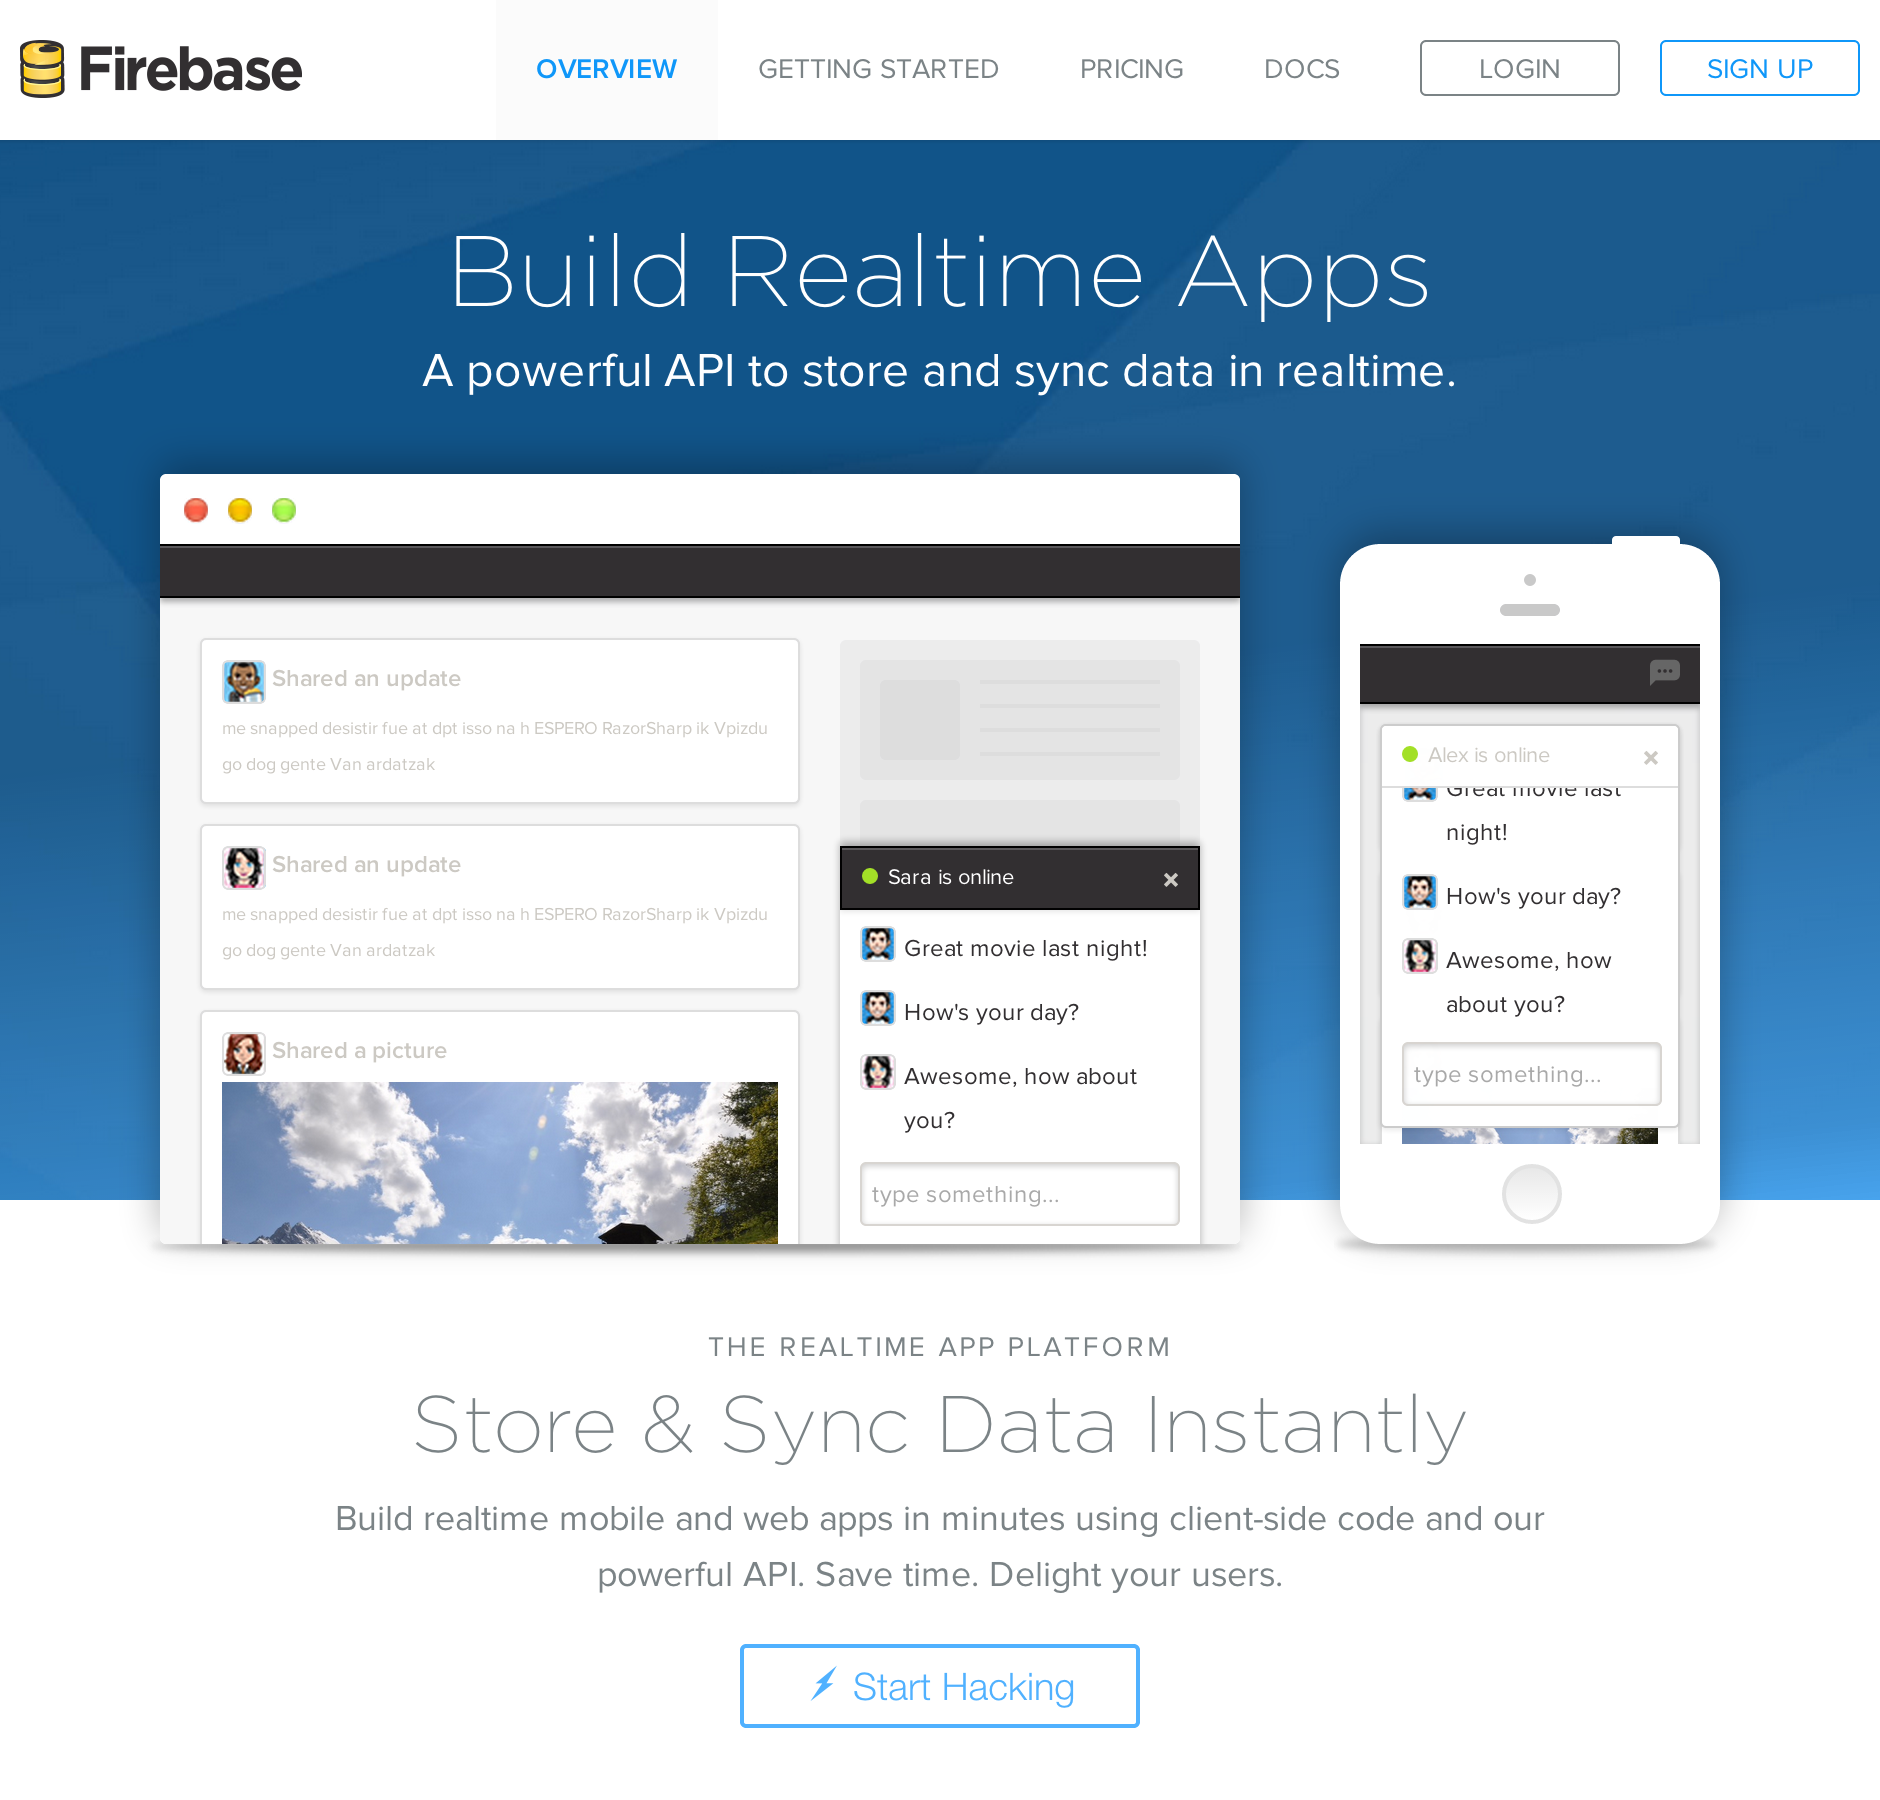 Firebase
OVERVIEW
GETTING STARTED
PRICING
DOCS
LOGIN
SIGN UP
Build Realtime Apps
A powerful API to store and sync data in realtime.
Shared an update
me snapped desistir fue at dpt isso na h ESPERO RazorSharp ik Vpizdu
go dog gente Van ardatzak
Shared an update
me snapped desistir fue at dpt isso na h ESPERO RazorSharp ik Vpizdu
go dog gente Van ardatzak
Shared a picture
Sara is online
Great movie last night!
How's your day?
Awesome, how about
you?
type something...
Alex is online
Great movie last
night!
How's your day?
Awesome, how
about you?
type something...
THE REALTIME APP PLATFORM
Store & Sync Data Instantly
Build realtime mobile and web apps in minutes using client-side code and our
powerful API. Save time. Delight your users.
Start Hacking